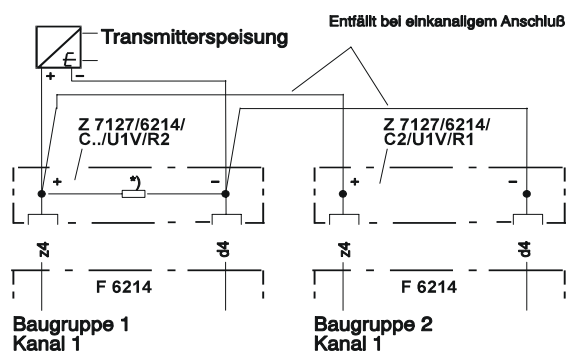 Entfällt bei einkanaligem Anschluß
Transmitterspeisung
E
+ −
Z 7127/6214/
C../U1V/R2
Z 7127/6214/
C2/U1V/R1
+ *) −
+ −
z4 d4 z4 d4
F 6214
F 6214
Baugruppe 1
Kanal 1
Baugruppe 2
Kanal 1